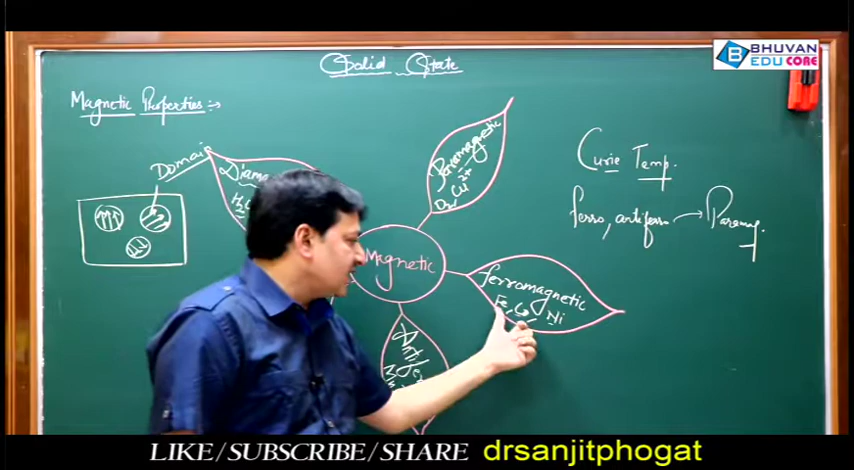 Solid State
BHUVAN
EDU CORE
Magnetic Properties :-
Domain
Magnetic
Cu2+
Ferromagnetic
Fe, Co, Ni
Curie Temp.
ferro, antiferro → Paramag.
LIKE/SUBSCRIBE/SHARE drsanjitphogat